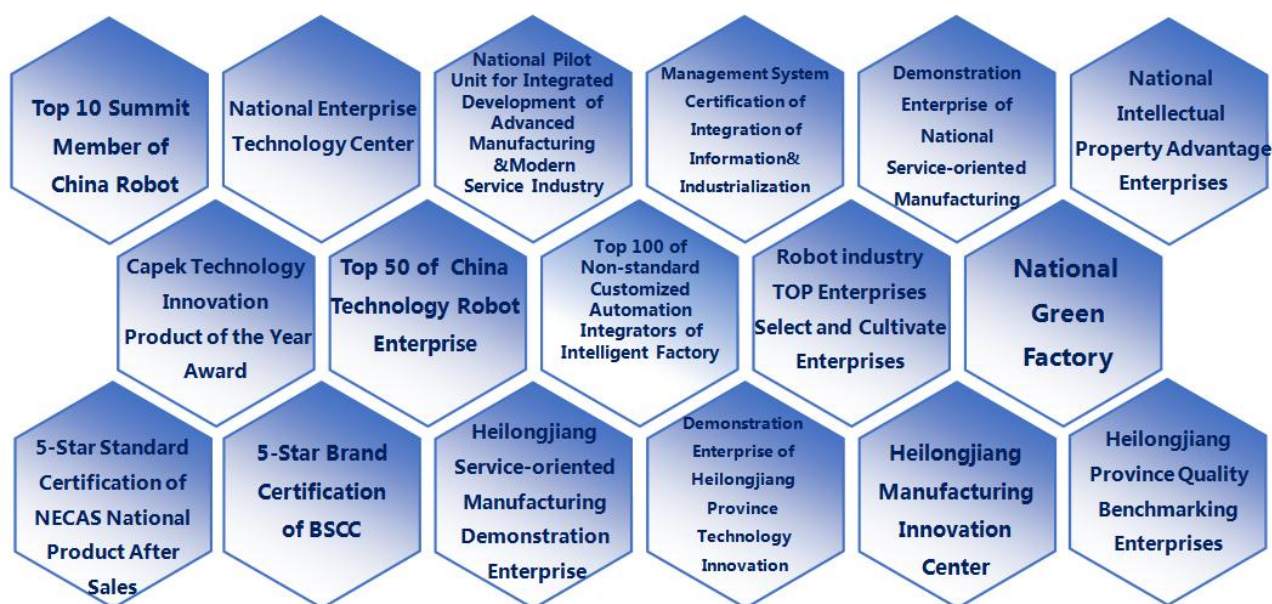 Top 10 Summit
Member of
China Robot
National Enterprise
Technology Center
National Pilot
Unit for Integrated
Development of
Advanced
Manufacturing
&Modern
Service Industry
Management System
Certification of
Integration of
Information&
Industrialization
Demonstration
Enterprise of
National
Service-oriented
Manufacturing
National
Intellectual
Property Advantage
Enterprises
Capek Technology
Innovation
Product of the Year
Award
Top 50 of China
Technology Robot
Enterprise
Top 100 of
Non-standard
Customized
Automation
Integrators of
Intelligent Factory
Robot industry
TOP Enterprises
Select and Cultivate
Enterprises
National
Green
Factory
5-Star Standard
Certification of
NECAS National
Product After
Sales
5-Star Brand
Certification
of BSCC
Heilongjiang
Service-oriented
Manufacturing
Demonstration
Enterprise
Demonstration
Enterprise of
Heilongjiang
Province
Technology
Innovation
Heilongjiang
Manufacturing
Innovation
Center
Heilongjiang
Province Quality
Benchmarking
Enterprises